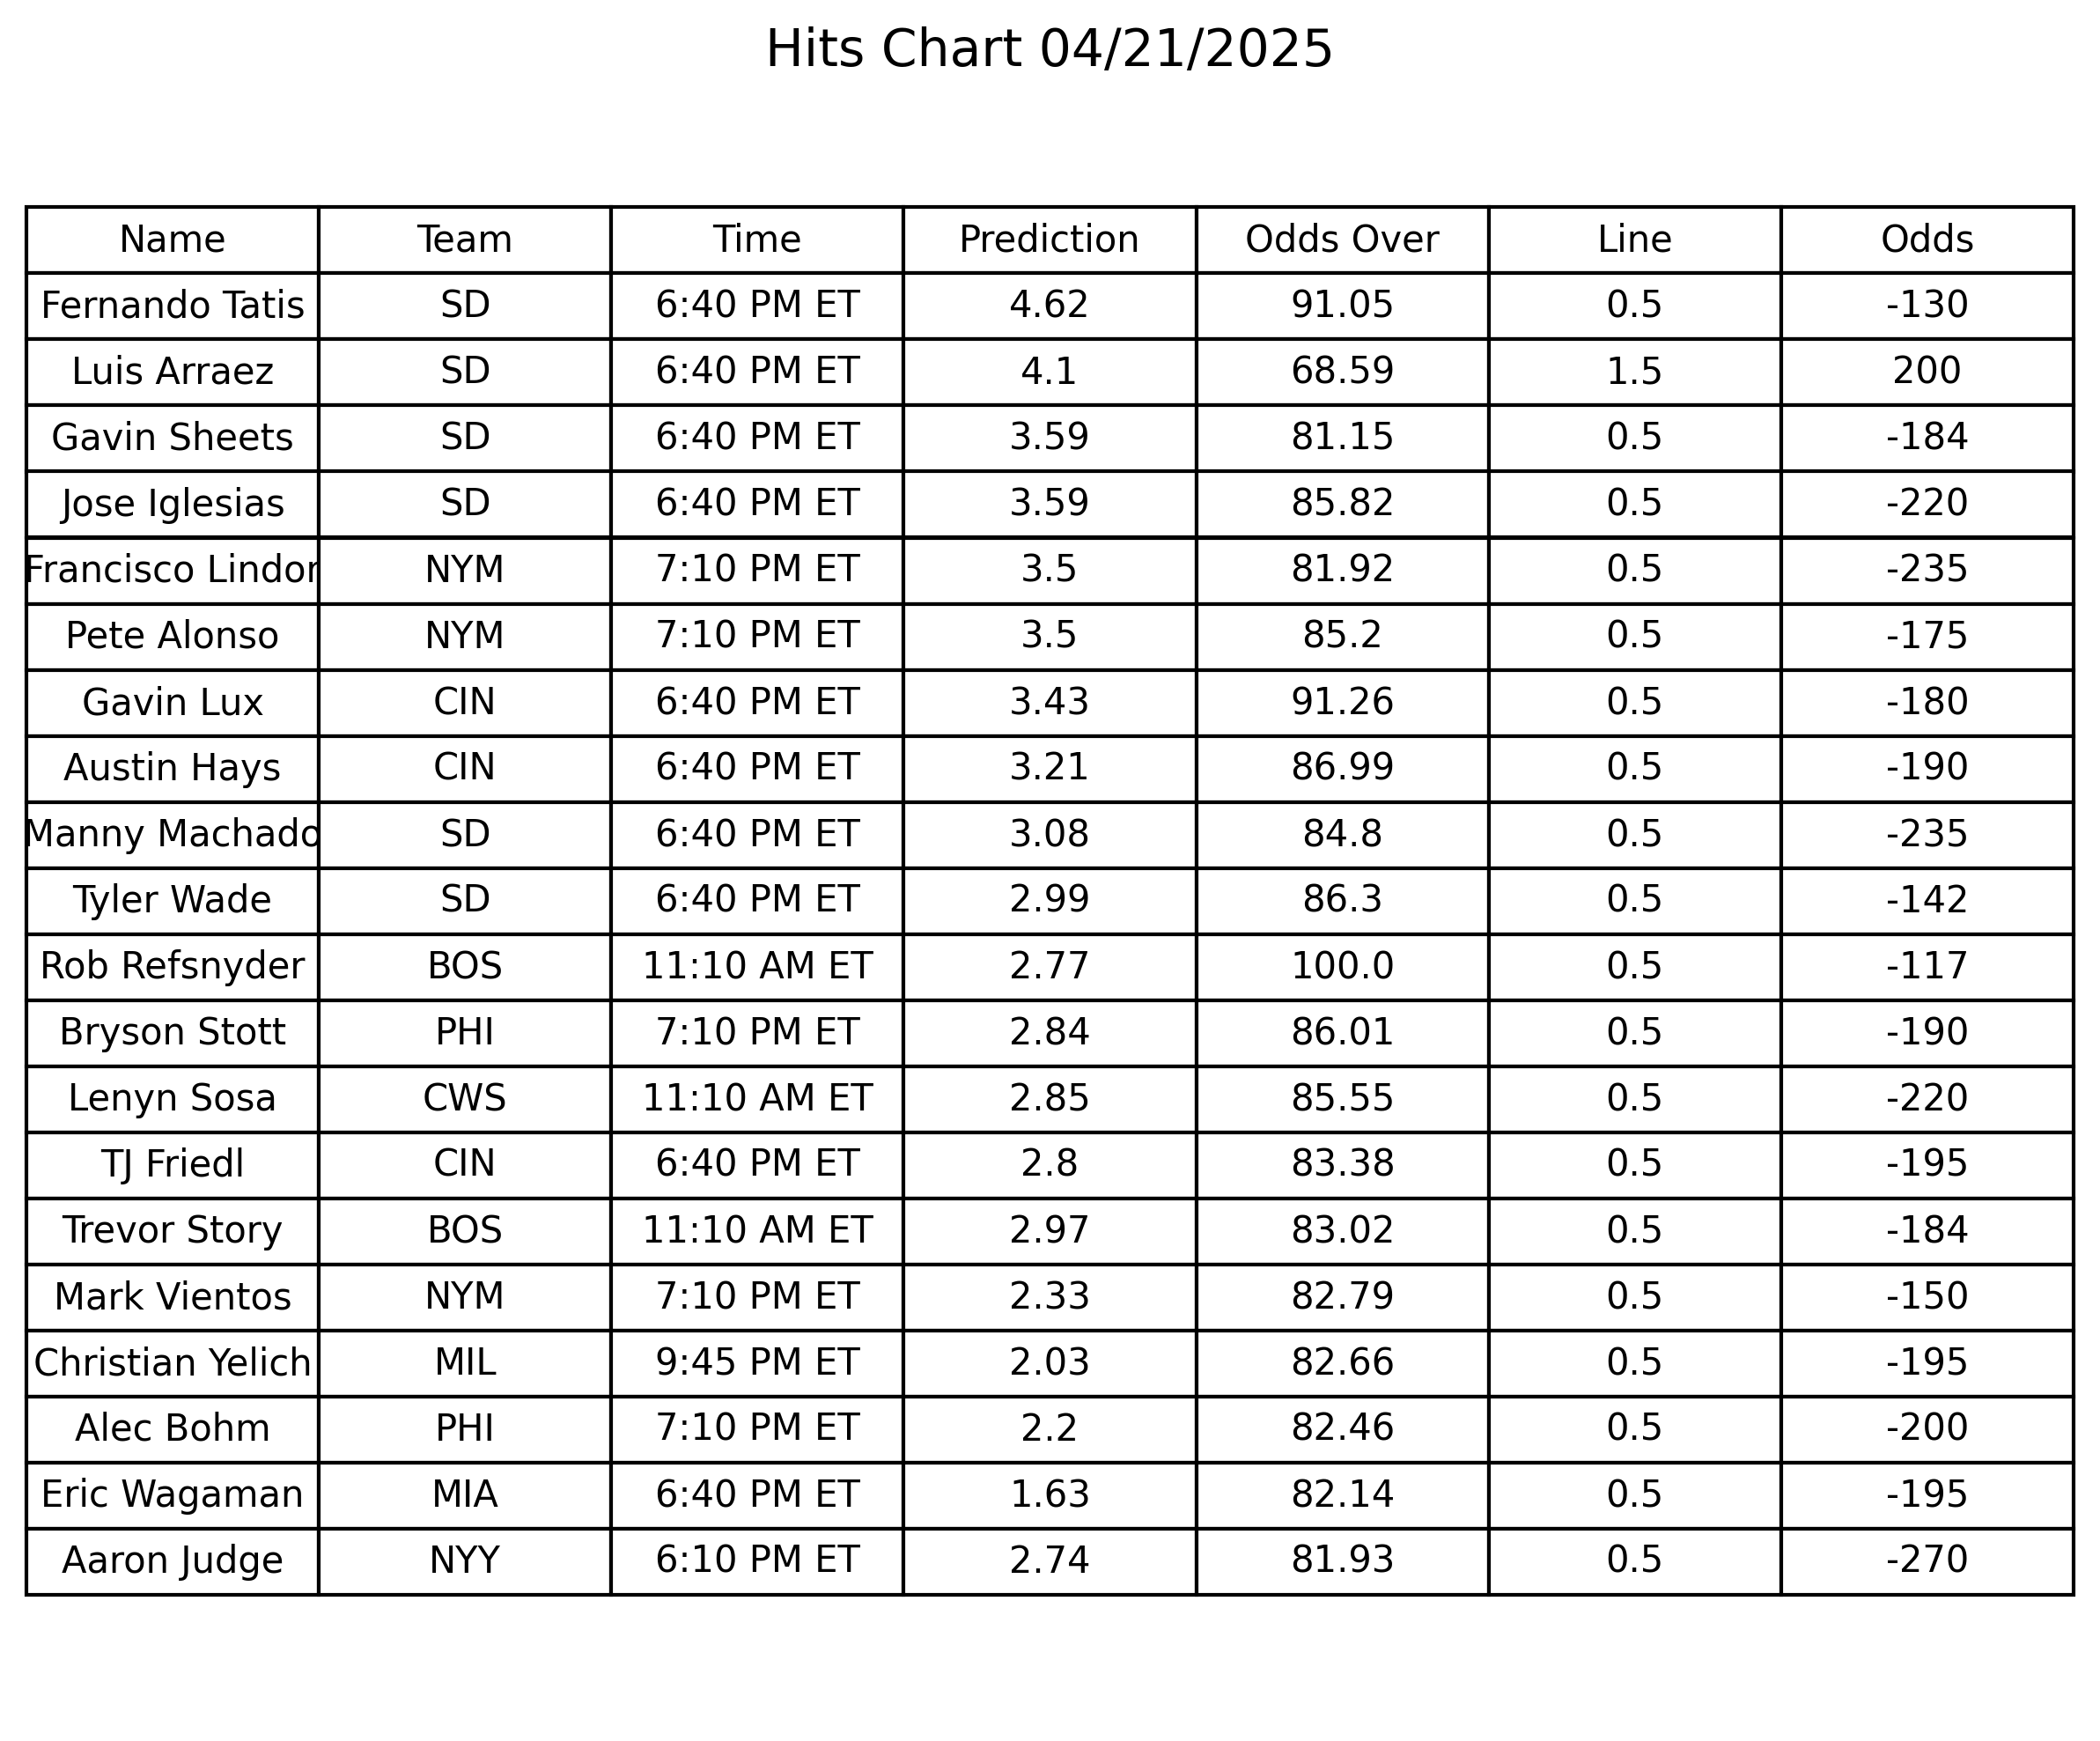 Hits Chart 04/21/2025
Name Team Time Prediction Odds Over Line Odds
Fernando Tatis SD 6:40 PM ET 4.62 91.05 0.5 -130
Luis Arraez SD 6:40 PM ET 4.1 68.59 1.5 200
Gavin Sheets SD 6:40 PM ET 3.59 81.15 0.5 -184
Jose Iglesias SD 6:40 PM ET 3.59 85.82 0.5 -220
Francisco Lindor NYM 7:10 PM ET 3.5 81.92 0.5 -235
Pete Alonso NYM 7:10 PM ET 3.5 85.2 0.5 -175
Gavin Lux CIN 6:40 PM ET 3.43 91.26 0.5 -180
Austin Hays CIN 6:40 PM ET 3.21 86.99 0.5 -190
Manny Machado SD 6:40 PM ET 3.08 84.8 0.5 -235
Tyler Wade SD 6:40 PM ET 2.99 86.3 0.5 -142
Rob Refsnyder BOS 11:10 AM ET 2.77 100.0 0.5 -117
Bryson Stott PHI 7:10 PM ET 2.84 86.01 0.5 -190
Lenyn Sosa CWS 11:10 AM ET 2.85 85.55 0.5 -220
TJ Friedl CIN 6:40 PM ET 2.8 83.38 0.5 -195
Trevor Story BOS 11:10 AM ET 2.97 83.02 0.5 -184
Mark Vientos NYM 7:10 PM ET 2.33 82.79 0.5 -150
Christian Yelich MIL 9:45 PM ET 2.03 82.66 0.5 -195
Alec Bohm PHI 7:10 PM ET 2.2 82.46 0.5 -200
Eric Wagaman MIA 6:40 PM ET 1.63 82.14 0.5 -195
Aaron Judge NYY 6:10 PM ET 2.74 81.93 0.5 -270